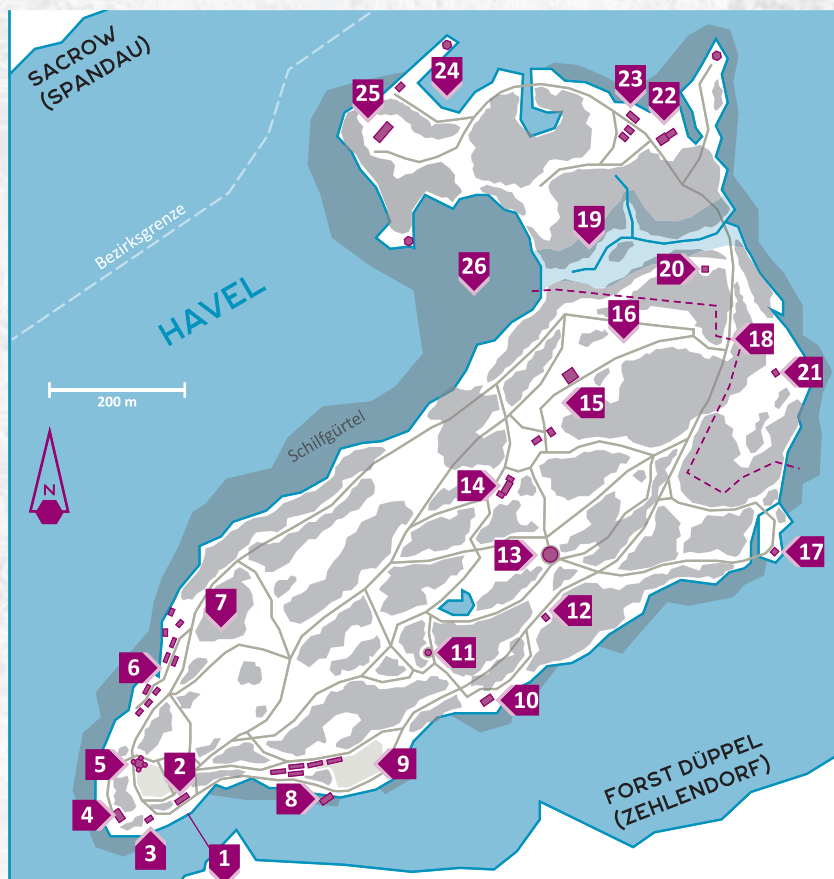 SACROW
(SPANDAU)
24
25
23
22
Bezirksgrenze
19
26
20
HAVEL
16
18
21
200 m
15
Schilfgürtel
N
14
13
17
7
12
11
6
10
5
2
9
FORST DÜPPEL
(ZEHLENDORF)
8
4
3
1